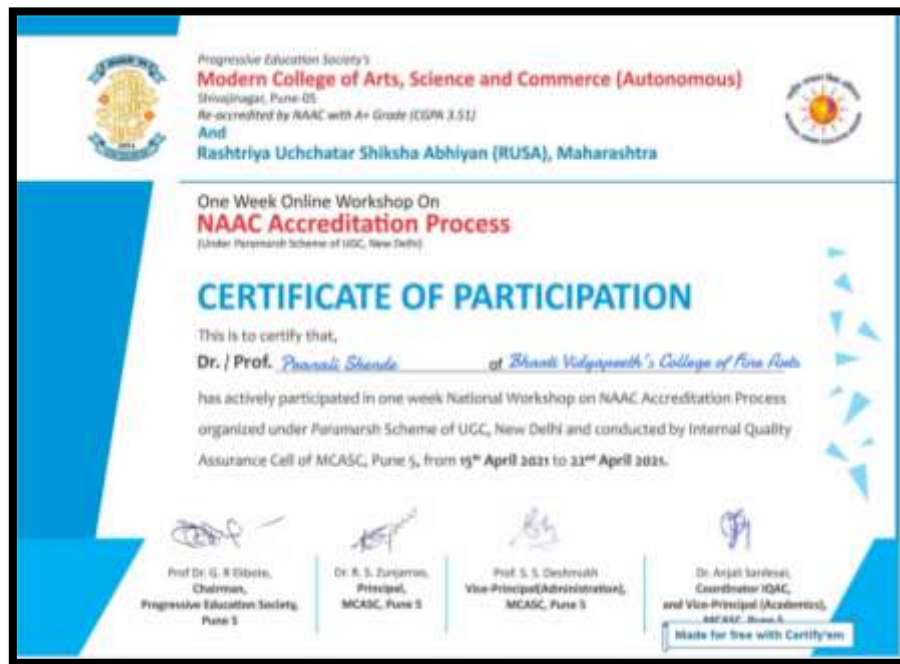 Progressive Education Society's
Modern College of Arts, Science and Commerce (Autonomous)
Shivajinagar, Pune-05
Re-accredited by NAAC with A+ Grade (CGPA 3.51)
And
Rashtriya Uchchatar Shiksha Abhiyan (RUSA), Maharashtra
One Week Online Workshop On
NAAC Accreditation Process
(Under Paramarsh Scheme of UGC, New Delhi)
CERTIFICATE OF PARTICIPATION
This is to certify that,
Dr. / Prof. Pranali Shende of Bharti Vidyapeeth's College of Fine Arts
has actively participated in one week National Workshop on NAAC Accreditation Process
organized under Paramarsh Scheme of UGC, New Delhi and conducted by Internal Quality
Assurance Cell of MCASC, Pune 5, from 15th April 2021 to 22nd April 2021.
Prof Dr. G. R Ekbote,
Chairman,
Progressive Education Society,
Pune 5
Dr. R. S. Zunjarrao,
Principal,
MCASC, Pune 5
Prof. S. S. Deshmukh
Vice-Principal(Administration),
MCASC, Pune 5
Dr. Anjali Sardesai,
Coordinator IQAC,
and Vice-Principal (Academics),
MCASC, Pune 5
Made for free with Certify'em